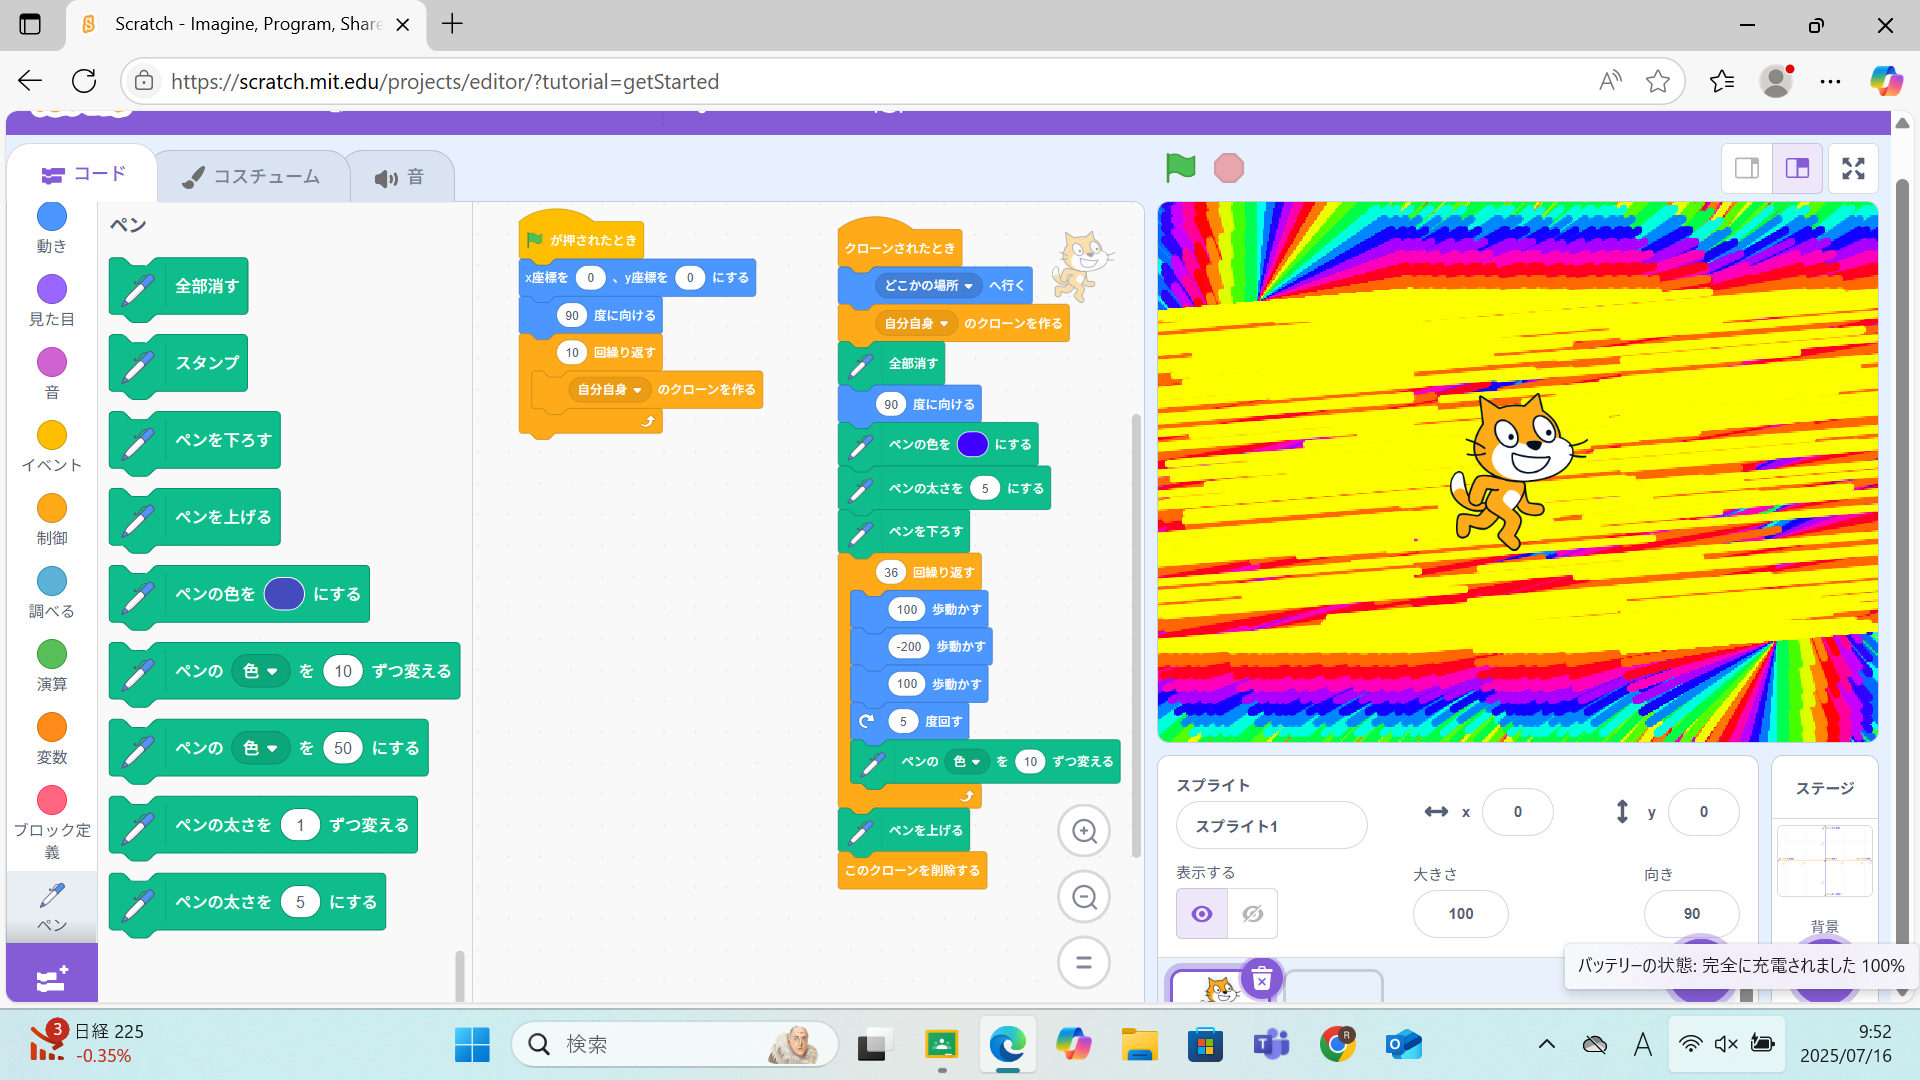 Scratch - Imagine, Program, Share
https://scratch.mit.edu/projects/editor/?tutorial=getStarted
コード
コスチューム
音
動き
見た目
音
イベント
制御
調べる
演算
変数
ブロック定
義
ペン
ペン
全部消す
スタンプ
ペンを下ろす
ペンを上げる
ペンの色を にする
ペンの 色 を 10 ずつ変える
ペンの 色 を 50 にする
ペンの太さを 1 ずつ変える
ペンの太さを 5 にする
が押されたとき
x座標を 0 、y座標を 0 にする
90 度に向ける
10 回繰り返す
自分自身 のクローンを作る
クローンされたとき
どこかの場所 へ行く
自分自身 のクローンを作る
全部消す
90 度に向ける
ペンの色を にする
ペンの太さを 5 にする
ペンを下ろす
36 回繰り返す
100 歩動かす
-200 歩動かす
100 歩動かす
5 度回す
ペンの 色 を 10 ずつ変える
ペンを上げる
このクローンを削除する
スプライト
スプライト1
x 0
y 0
表示する
大きさ
100
向き
90
ステージ
背景
バッテリーの状態: 完全に充電されました 100%
3
日経 225
-0.35%
検索
R
A
9:52
2025/07/16